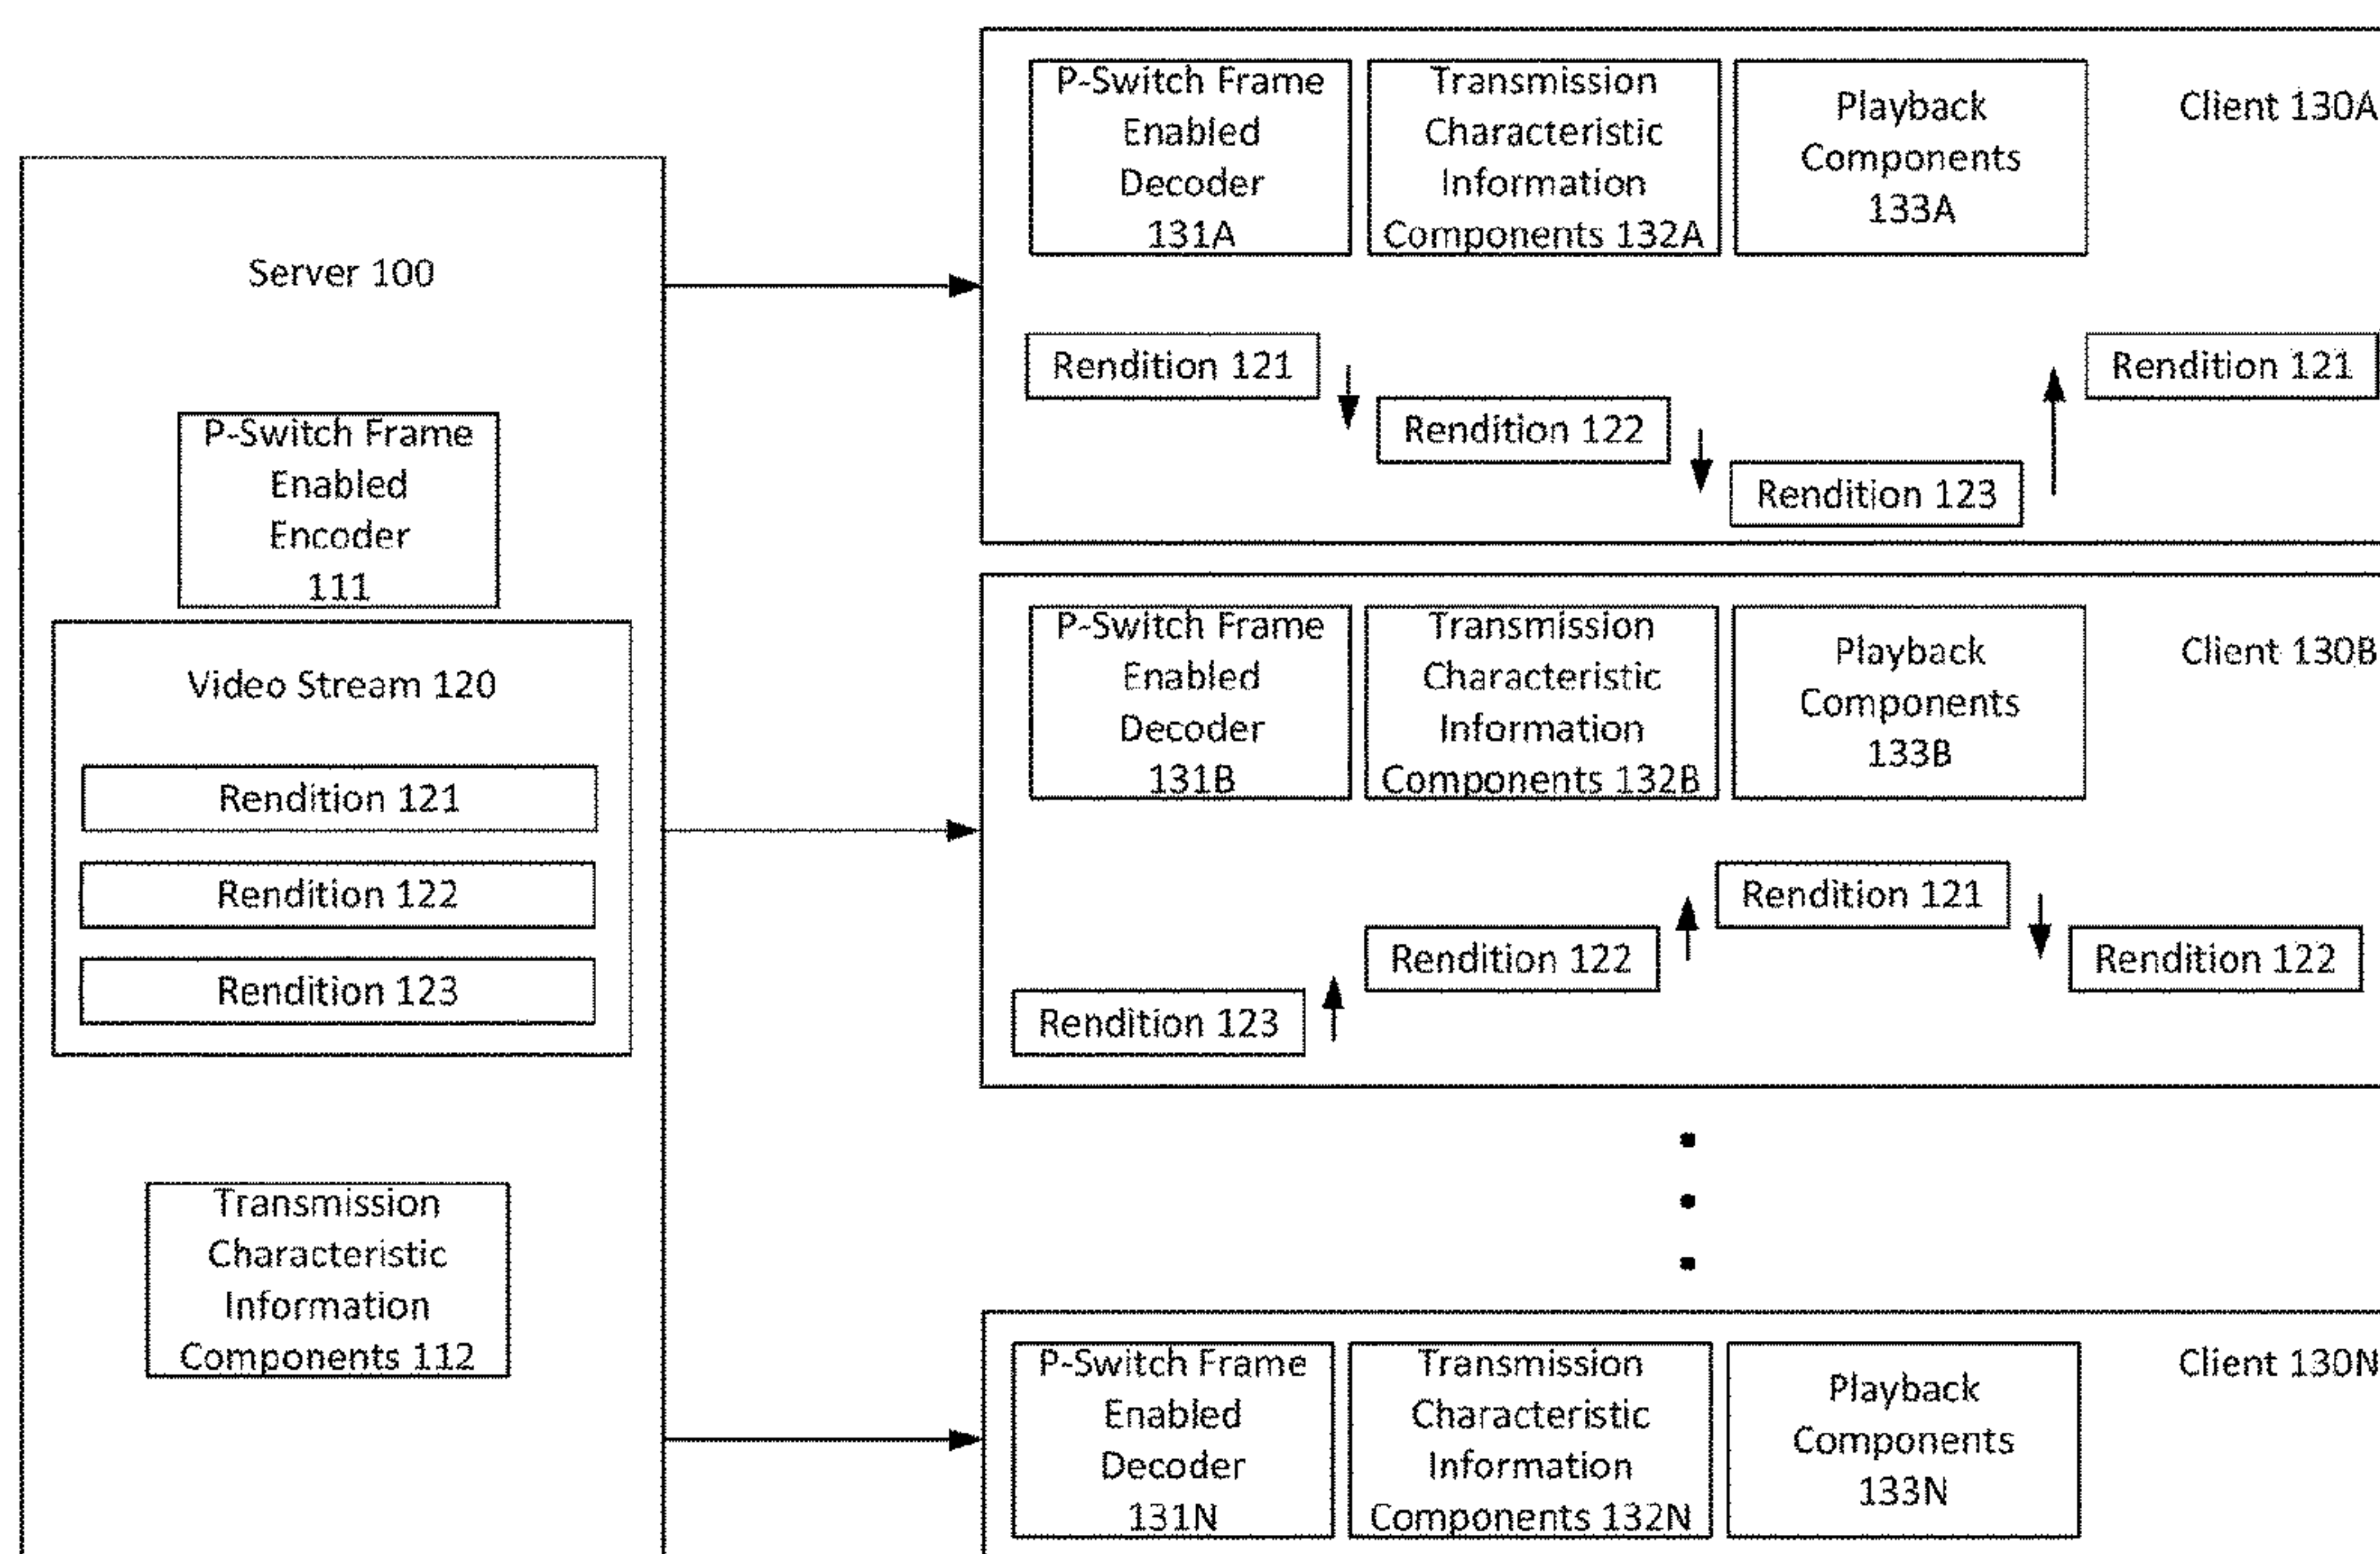 Server 100
P-Switch Frame
Enabled
Encoder
111
Video Stream 120
Rendition 121
Rendition 122
Rendition 123
Transmission
Characteristic
Information
Components 112
P-Switch Frame
Enabled
Decoder
131A
Transmission
Characteristic
Information
Components 132A
Playback
Components
133A
Client 130A
Rendition 121
Rendition 122
Rendition 123
Rendition 121
P-Switch Frame
Enabled
Decoder
131B
Transmission
Characteristic
Information
Components 132B
Playback
Components
133B
Client 130B
Rendition 123
Rendition 122
Rendition 121
Rendition 122
P-Switch Frame
Enabled
Decoder
131N
Transmission
Characteristic
Information
Components 132N
Playback
Components
133N
Client 130N